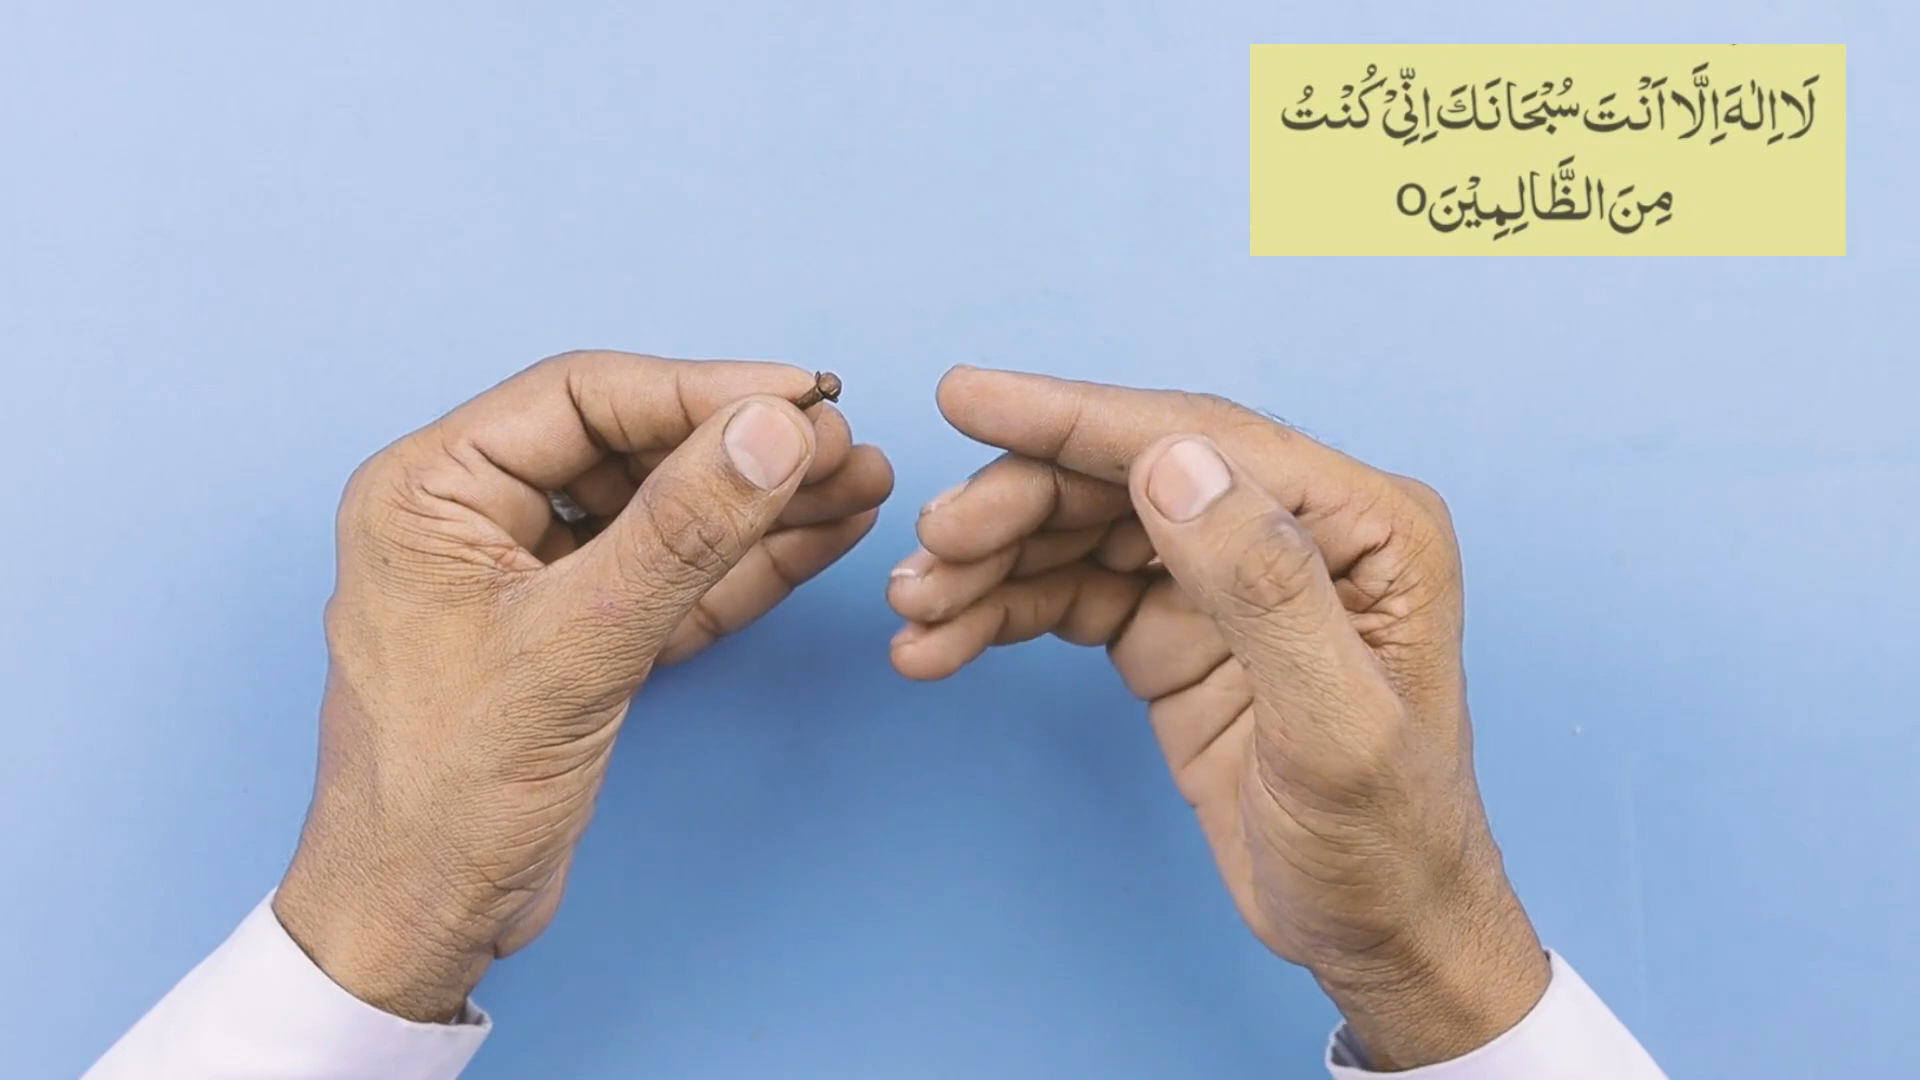 لَا اِلٰهَ اِلَّا اَنْتَ سُبْحَانَكَ اِنِّيْ كُنْتُ
مِنَ الظَّالِمِيْنَ○